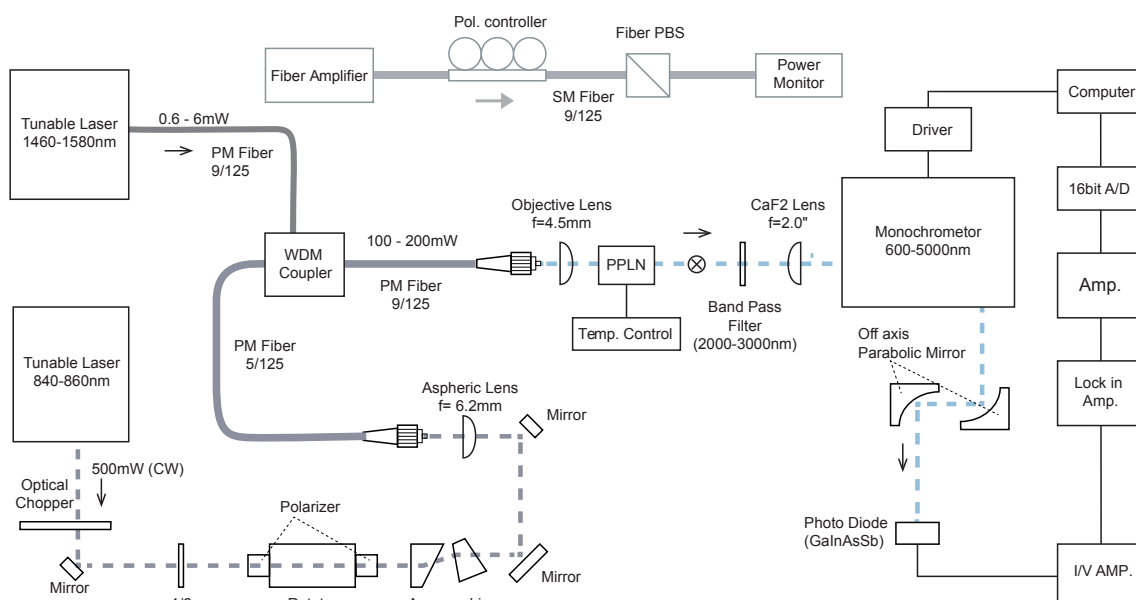 Pol. controller
Fiber PBS
Fiber Amplifier
Power
Monitor
SM Fiber
9/125
Tunable Laser
1460-1580nm
0.6 - 6mW
PM Fiber
9/125
Computer
Driver
16bit A/D
Objective Lens
f=4.5mm
CaF2 Lens
f=2.0"
Monochrometor
600-5000nm
WDM
Coupler
100 - 200mW
PM Fiber
9/125
PPLN
Amp.
Band Pass
Filter
(2000-3000nm)
Temp. Control
Off axis
Parabolic Mirror
PM Fiber
5/125
Tunable Laser
840-860nm
Aspheric Lens
f= 6.2mm
Mirror
Lock in
Amp.
500mW (CW)
Optical
Chopper
Polarizer
Photo Diode
(GaInAsSb)
Mirror
Mirror
I/V AMP.